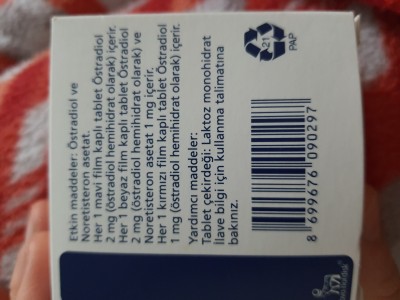 Etkin maddeler: Östradiol ve
Noretisteron asetat.
Her 1 mavi film kaplı tablet Östradiol
2 mg (östradiol hemihidrat olarak) içerir.
Her 1 beyaz film kaplı tablet Östradiol
2 mg (östradiol hemihidrat olarak) ve
Noretisteron asetat 1 mg içerir.
Her 1 kırmızı film kaplı tablet Östradiol
1 mg (östradiol hemihidrat olarak) içerir.
Yardımcı maddeler:
Tablet çekirdeği: Laktoz monohidrat
İlave bilgi için kullanma talimatına
bakınız.
21
PAP
8 699676 090297